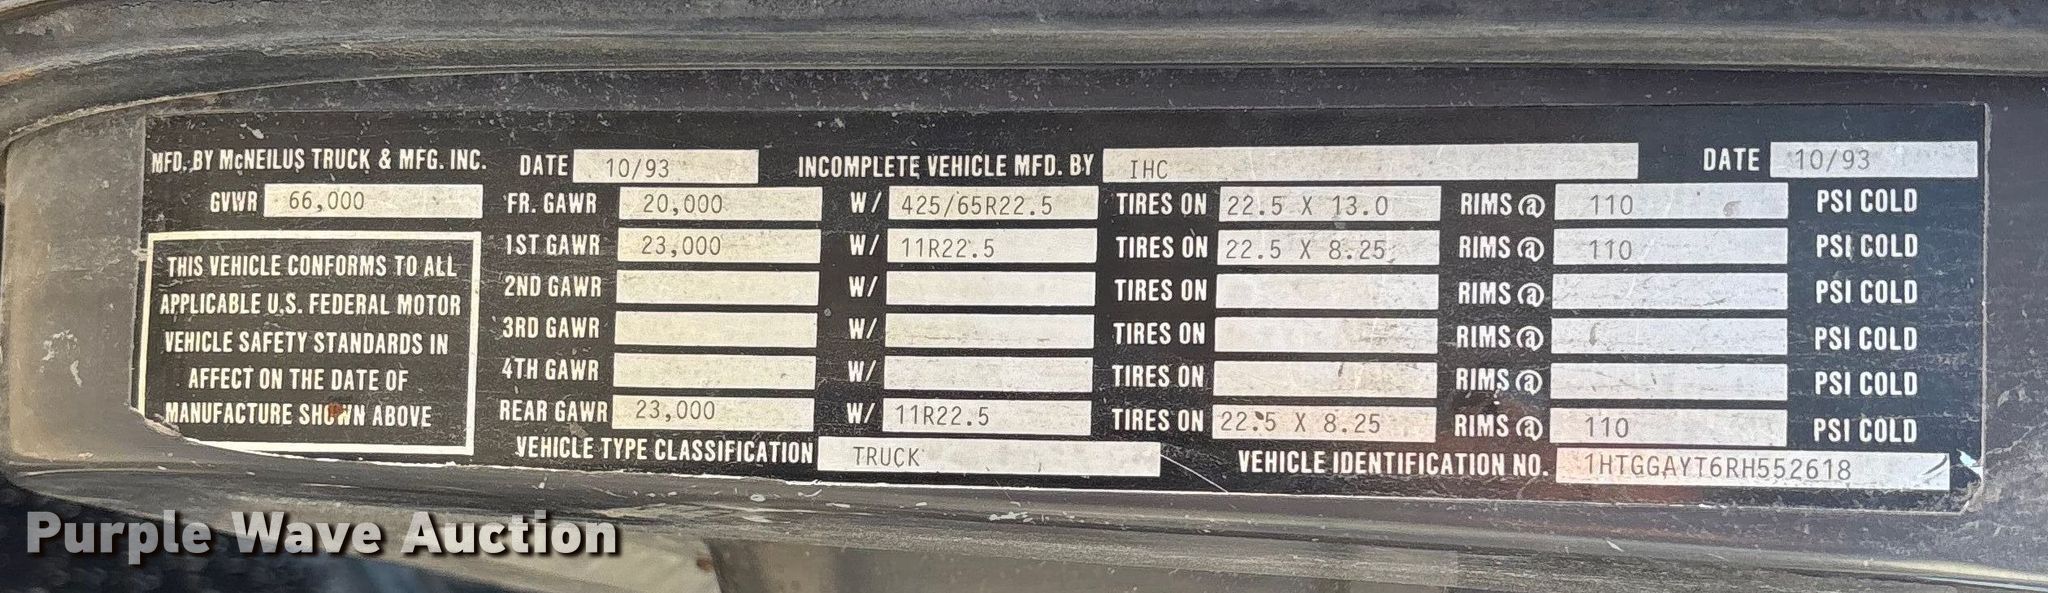 MFD. BY McNEILUS TRUCK & MFG. INC. DATE 10/93 INCOMPLETE VEHICLE MFD. BY IHC DATE 10/93
GVWR 66,000 FR. GAWR 20,000 W/ 425/65R22.5 TIRES ON 22.5 X 13.0 RIMS @ 110 PSI COLD
1ST GAWR 23,000 W/ 11R22.5 TIRES ON 22.5 X 8.25 RIMS @ 110 PSI COLD
2ND GAWR W/ TIRES ON RIMS @ PSI COLD
3RD GAWR W/ TIRES ON RIMS @ PSI COLD
4TH GAWR W/ TIRES ON RIMS @ PSI COLD
REAR GAWR 23,000 W/ 11R22.5 TIRES ON 22.5 X 8.25 RIMS @ 110 PSI COLD
THIS VEHICLE CONFORMS TO ALL
APPLICABLE U.S. FEDERAL MOTOR
VEHICLE SAFETY STANDARDS IN
AFFECT ON THE DATE OF
MANUFACTURE SHOWN ABOVE
VEHICLE TYPE CLASSIFICATION TRUCK VEHICLE IDENTIFICATION NO. 1HTGGAYT6RH552618
Purple Wave Auction